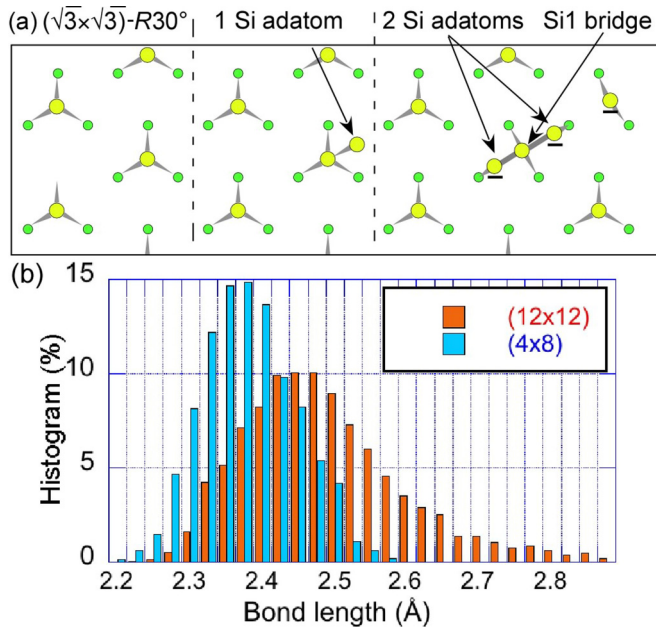 (a) (√3×√3)-R30° 1 Si adatom 2 Si adatoms Si1 bridge
(b)
15
10
5
0
Histogram (%)
(12x12)
(4x8)
2.2 2.3 2.4 2.5 2.6 2.7 2.8
Bond length (Å)